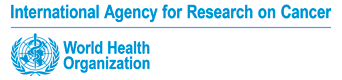 International Agency for Research on Cancer
World Health
Organization